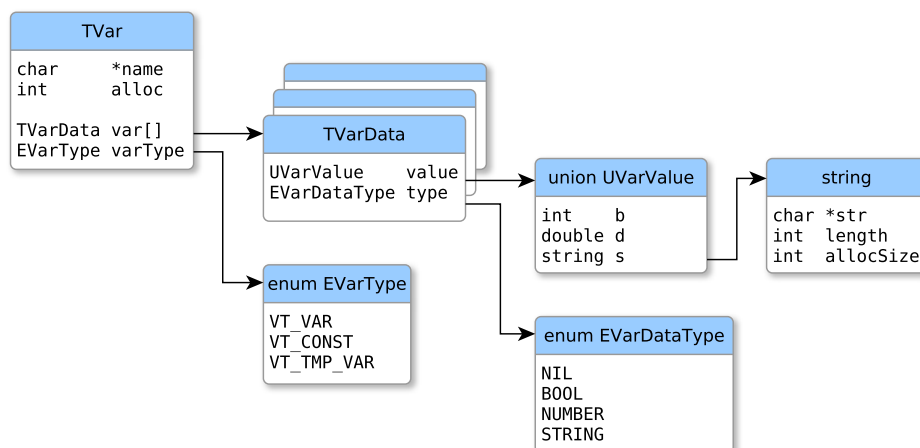 TVar
char *name
int alloc
TVarData var[]
EVarType varType
TVarData
UVarValue value
EVarDataType type
union UVarValue
int b
double d
string s
string
char *str
int length
int allocSize
enum EVarType
VT_VAR
VT_CONST
VT_TMP_VAR
enum EVarDataType
NIL
BOOL
NUMBER
STRING